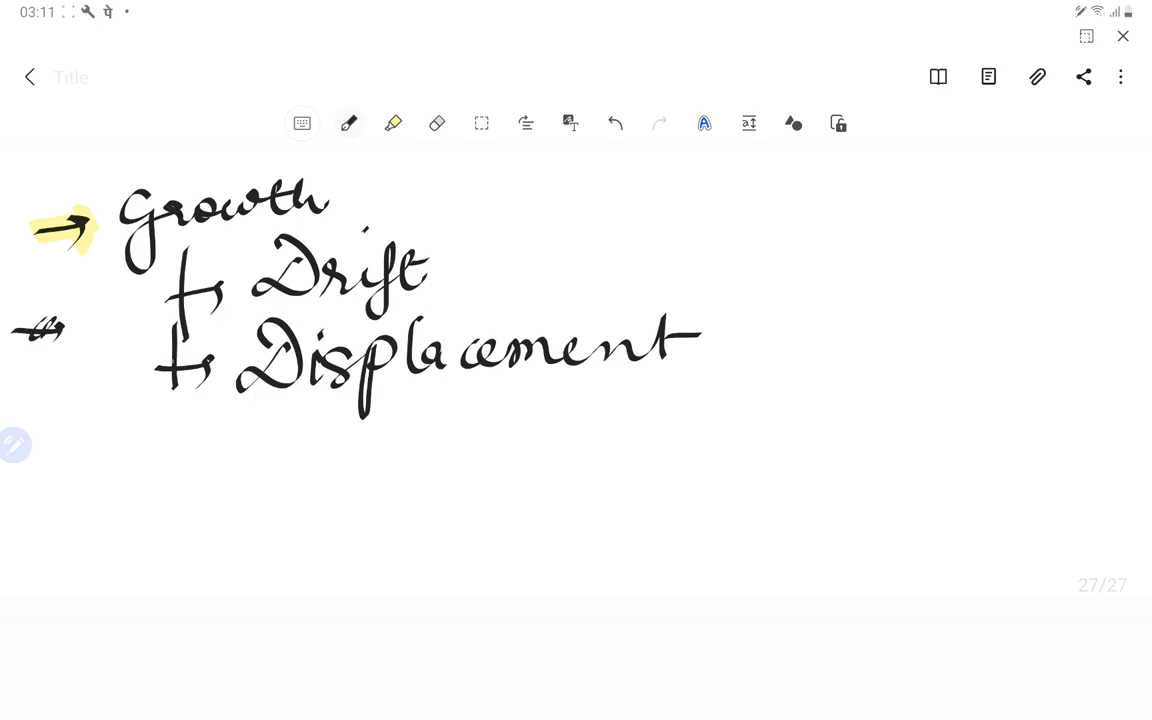 03:11 पे
Title
→ Growth
→ Drift
→ Displacement
27/27